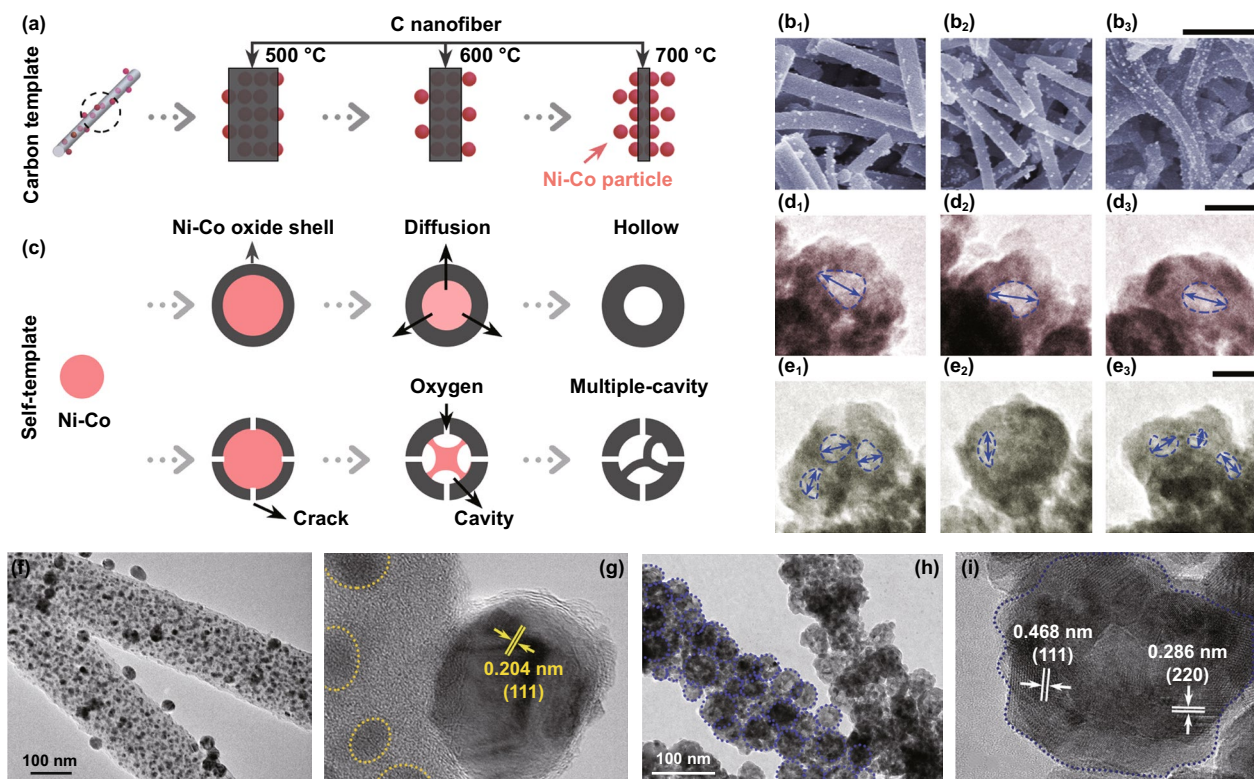 (a)
Carbon template
C nanofiber
500 °C
600 °C
700 °C
Ni-Co particle
(b₁)
(b₂)
(b₃)
(c)
Self-template
Ni-Co oxide shell
Diffusion
Hollow
Ni-Co
Oxygen
Multiple-cavity
Crack
Cavity
(d₁)
(d₂)
(d₃)
(e₁)
(e₂)
(e₃)
(f)
100 nm
(g)
0.204 nm
(111)
(h)
100 nm
(i)
0.468 nm
(111)
0.286 nm
(220)